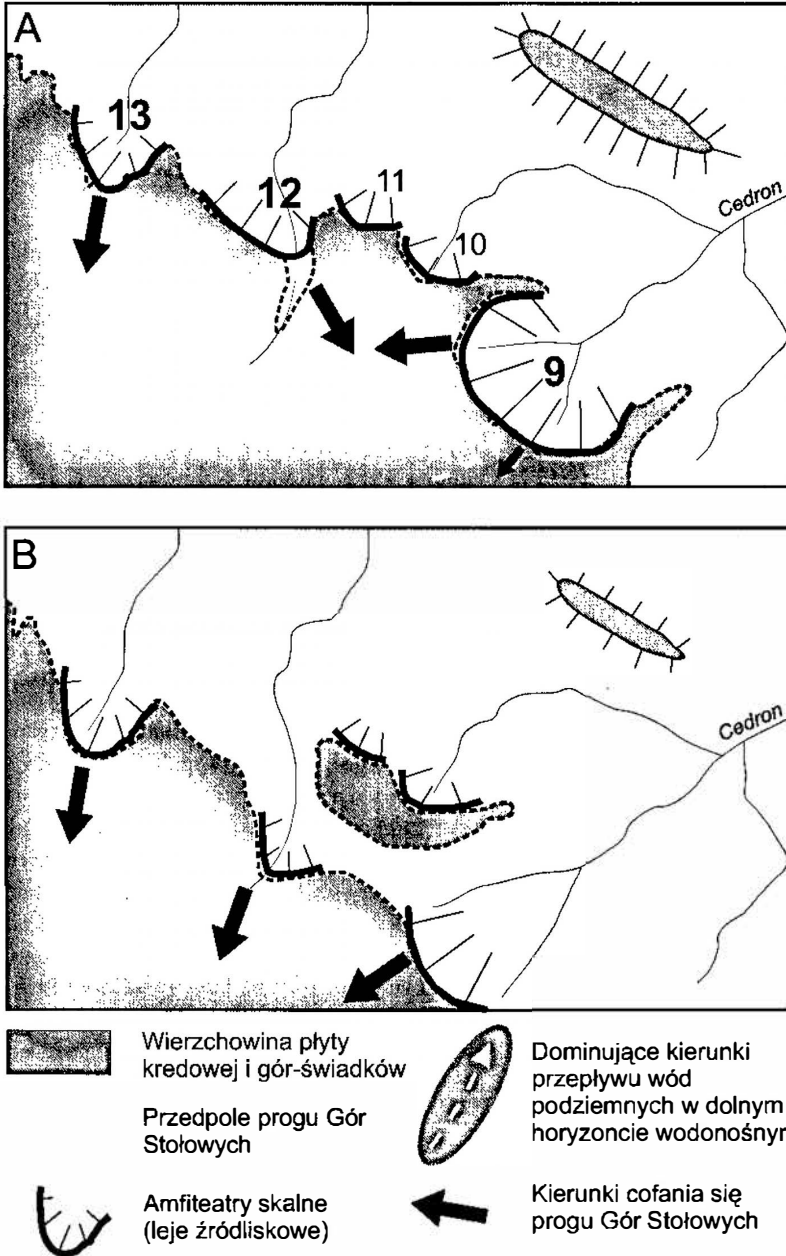 A
13
12
11
10
Cedron
9
B
Cedron
Wierzchowina płyty
kredowej i gór-świadków
Przedpole progu Gór
Stołowych
Amfiteatry skalne
(leje źródliskowe)
Dominujące kierunki
przepływu wód
podziemnych w dolnym
horyzoncie wodonośnyr
Kierunki cofania się
progu Gór Stołowych